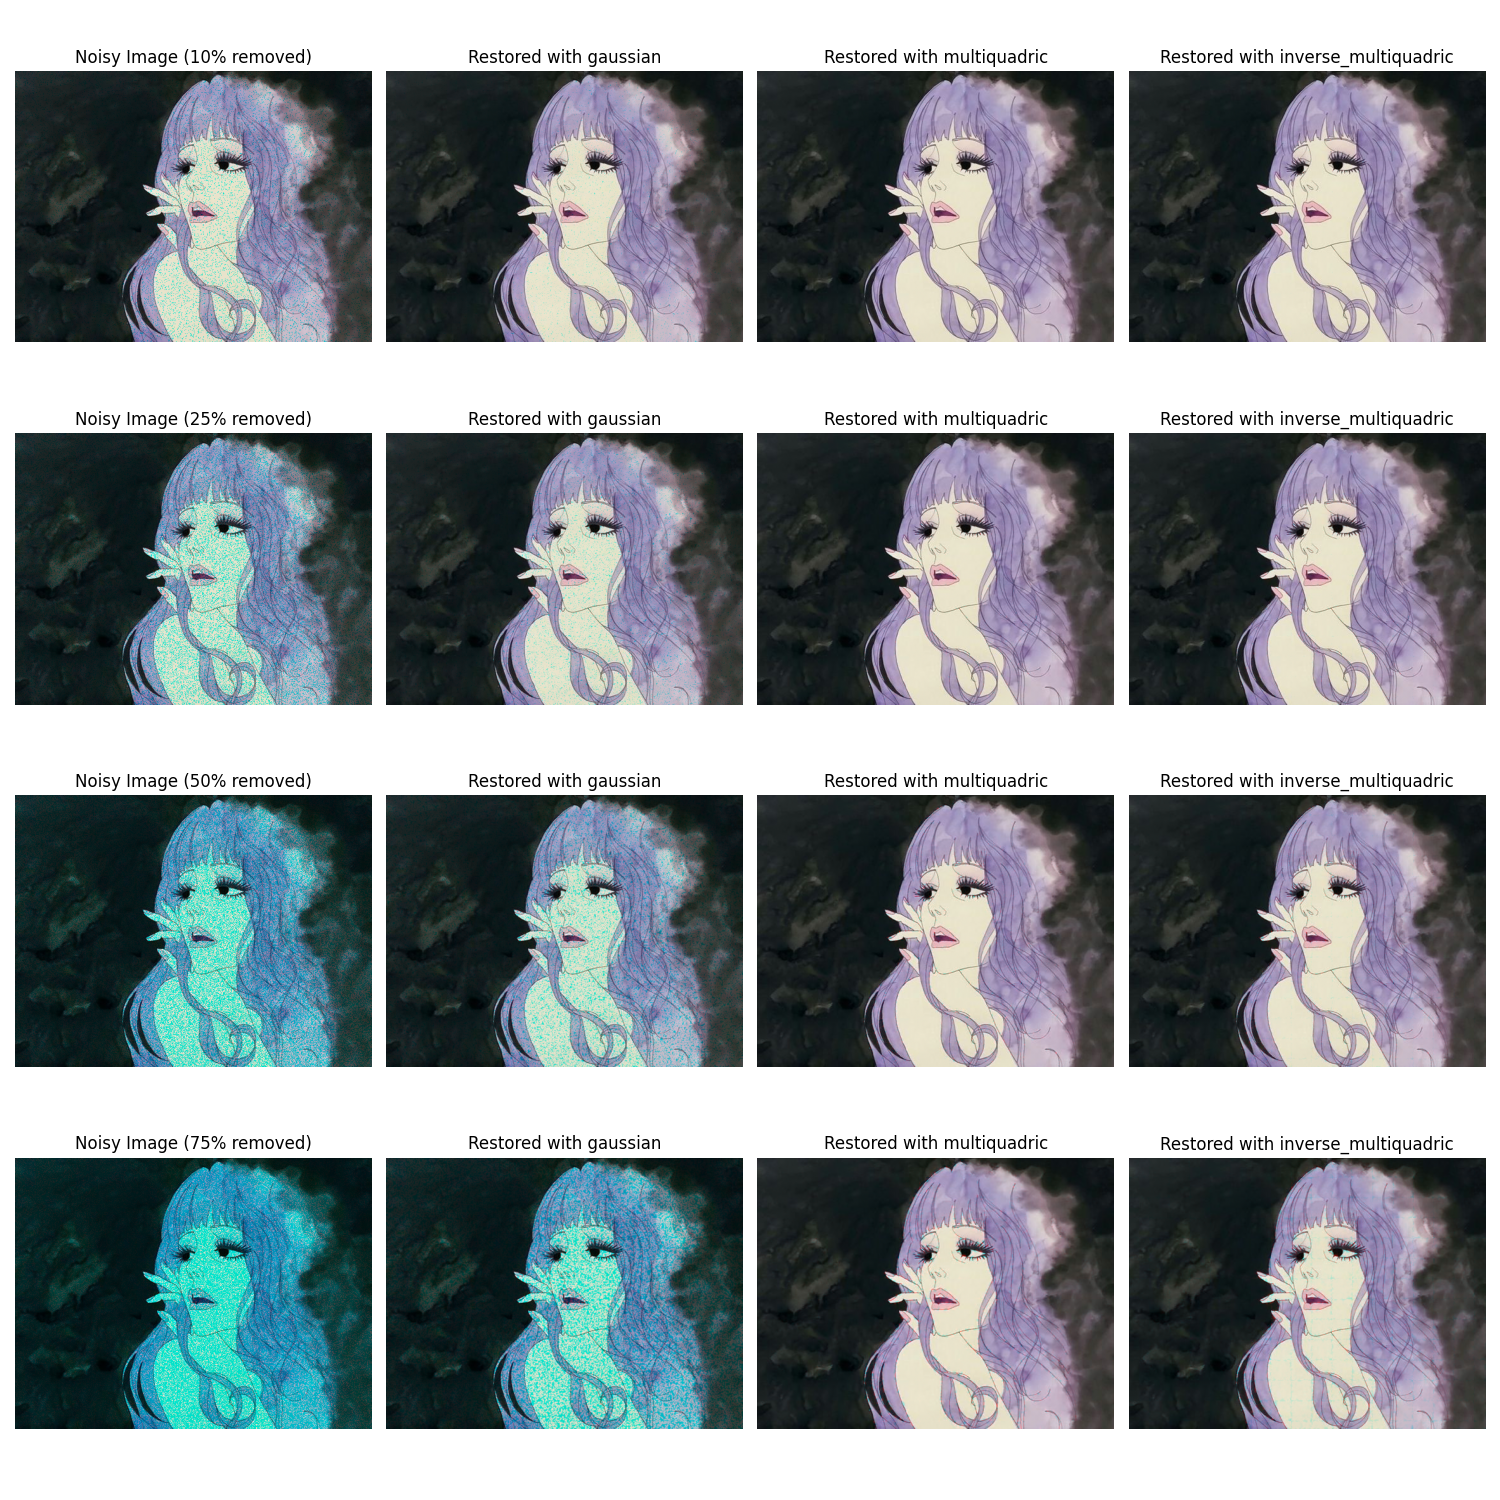 Noisy Image (10% removed)
Restored with gaussian
Restored with multiquadric
Restored with inverse_multiquadric
Noisy Image (25% removed)
Restored with gaussian
Restored with multiquadric
Restored with inverse_multiquadric
Noisy Image (50% removed)
Restored with gaussian
Restored with multiquadric
Restored with inverse_multiquadric
Noisy Image (75% removed)
Restored with gaussian
Restored with multiquadric
Restored with inverse_multiquadric